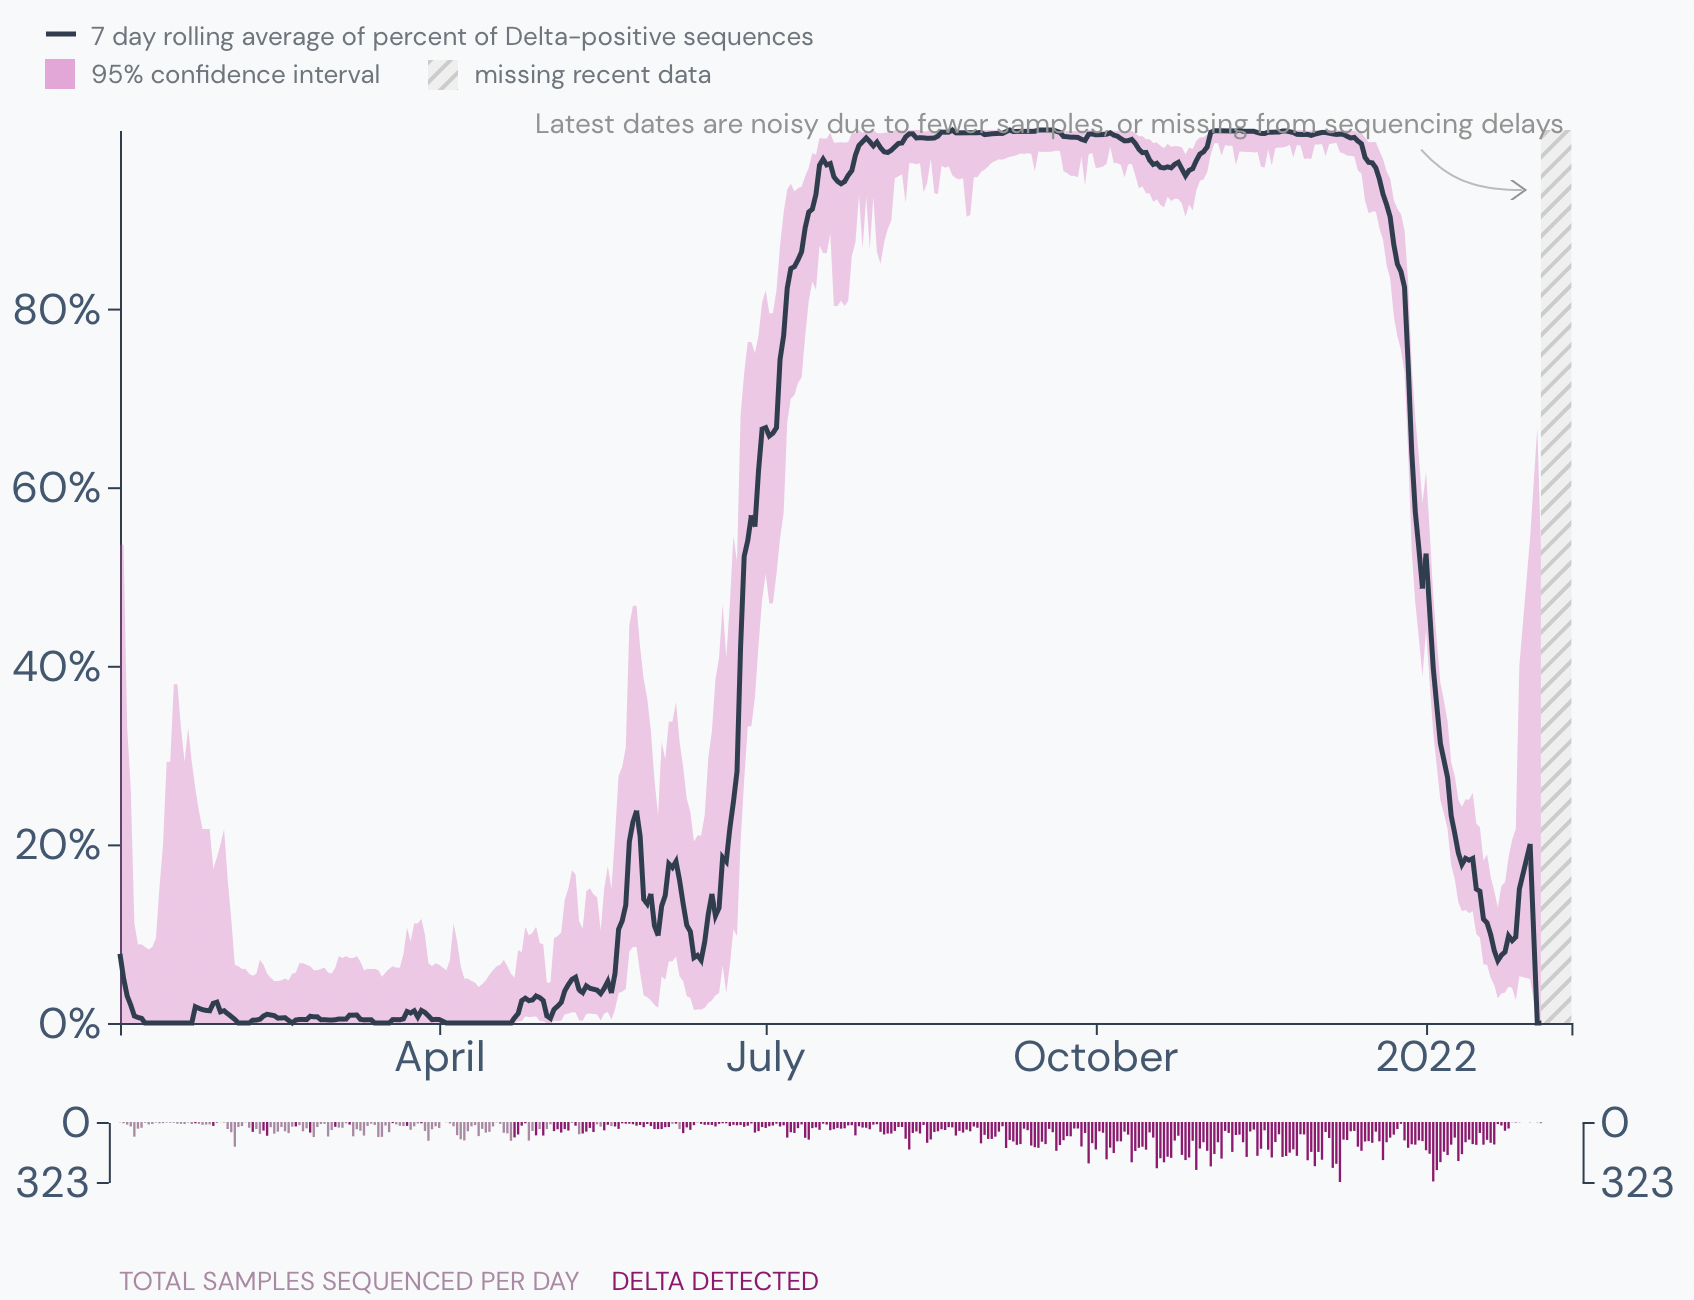 7 day rolling average of percent of Delta-positive sequences
95% confidence interval missing recent data
Latest dates are noisy due to fewer samples, or missing from sequencing delays
80%
60%
40%
20%
0%
April July October 2022
0 0
323 323
TOTAL SAMPLES SEQUENCED PER DAY DELTA DETECTED